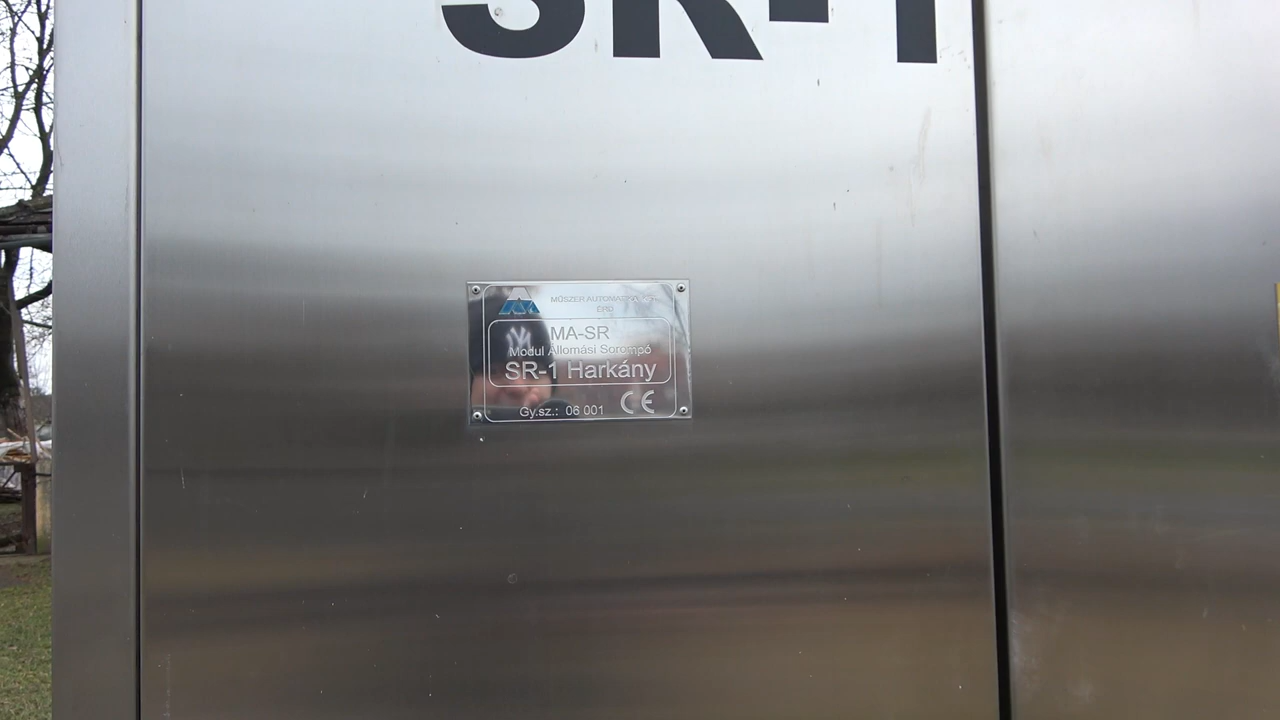 SR-1
MŰSZER AUTOMATIKA KFT.
ÉRD
MA-SR
Modul Állomási Sorompó
SR-1 Harkány
Gy.sz.: 06 001 CE
NY